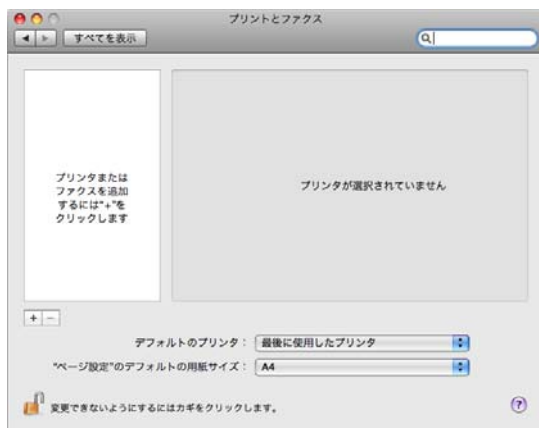 プリントとファクス
すべてを表示
プリンタまたは
ファクスを追加
するには"+"を
クリックします
プリンタが選択されていません
+ −
デフォルトのプリンタ： 最後に使用したプリンタ
"ページ設定"のデフォルトの用紙サイズ： A4
変更できないようにするにはカギをクリックします。
?